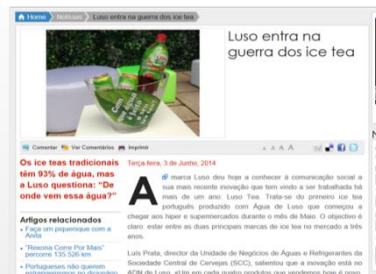 Home Notícias Luso entra na guerra dos ice tea
Luso entra na
guerra dos ice tea
Comentar Ver Comentários Imprimir
A A A A
Os ice teas tradicionais
têm 93% de água, mas
a Luso questiona: “De
onde vem essa água?”
Artigos relacionados
Faça um piquenique com a
Anita
"Rexona Corre Por Mais"
percorre 135.526 km
Portugueses não querem
Terça feira, 3 de Junho, 2014
A marca Luso deu hoje a conhecer à comunicação social a
sua mais recente inovação que tem vindo a ser trabalhada há
mais de um ano: Luso Tea. Trata-se do primeiro ice tea
português produzido com Água de Luso que começou a
chegar aos hiper e supermercados durante o mês de Maio. O objectivo é
claro: estar entre as duas principais marcas de ice tea no mercado a três
anos.
Luís Prata, director da Unidade de Negócios de Águas e Refrigerantes da
Sociedade Central de Cervejas (SCC), salientou que a inovação está no